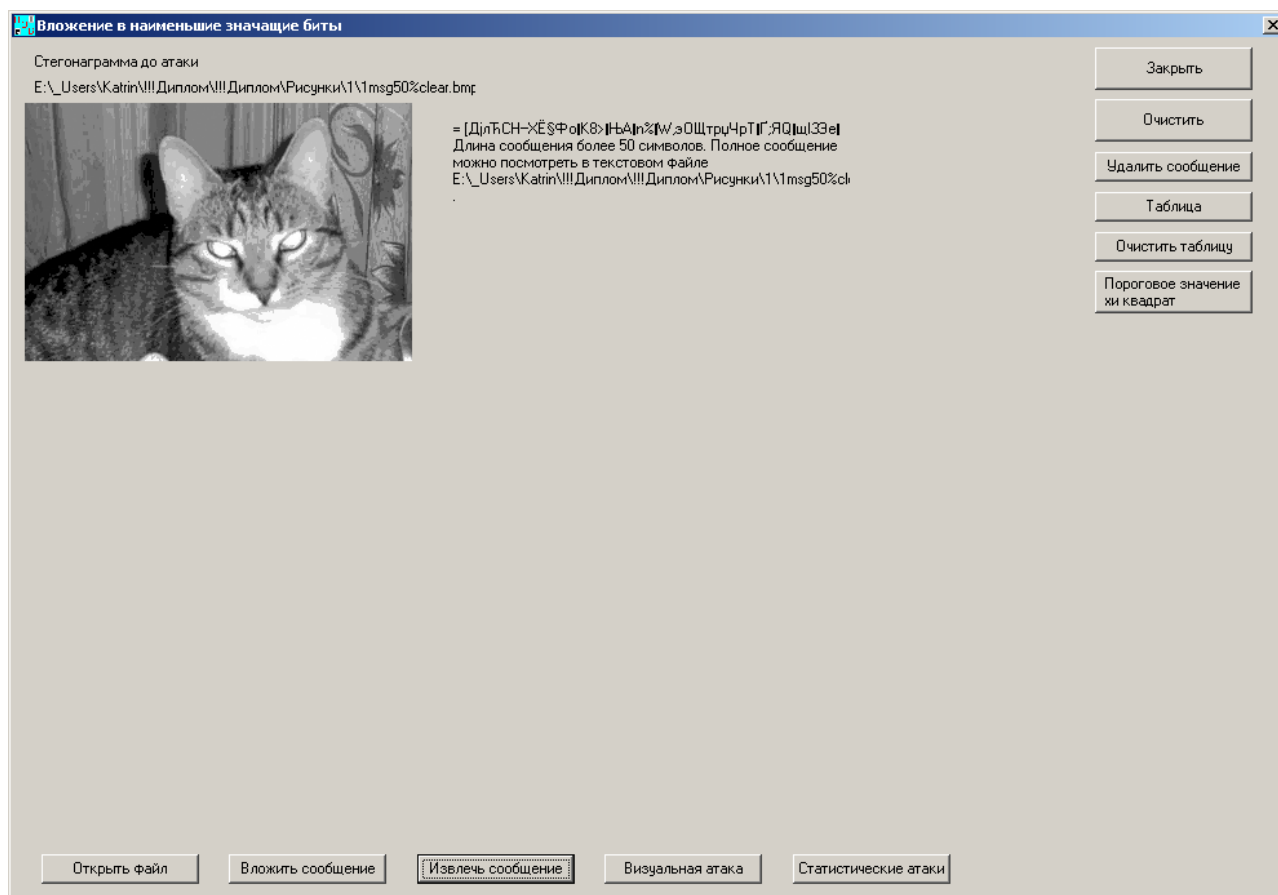 Вложение в наименьшие значащие биты
Стегонаграмма до атаки
E:\_Users\Katrin\!!!Диплом\!!!Диплом\Рисунки\1\1msg50%clear.bmp
Длина сообщения более 50 символов. Полное сообщение
можно посмотреть в текстовом файле
E:\_Users\Katrin\!!!Диплом\!!!Диплом\Рисунки\1\1msg50%cl
.
Закрыть
Очистить
Удалить сообщение
Таблица
Очистить таблицу
Пороговое значение
хи квадрат
Открыть файл
Вложить сообщение
Извлечь сообщение
Визуальная атака
Статистические атаки